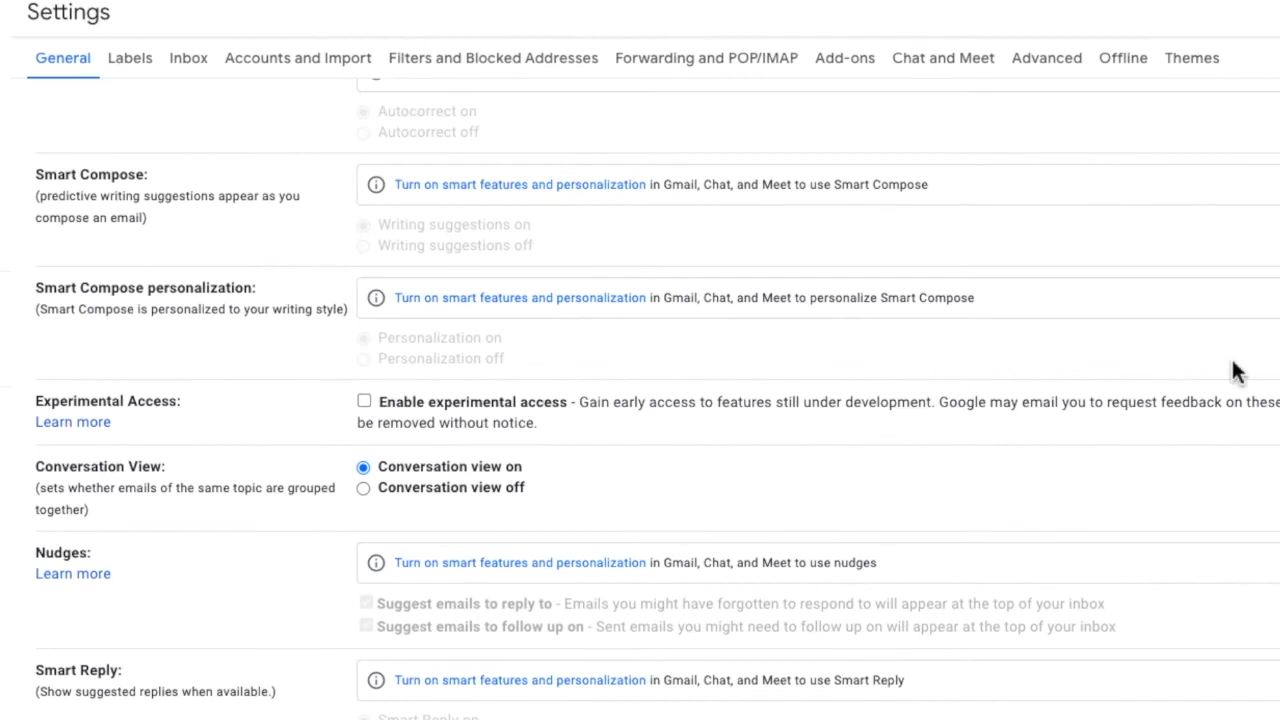 Settings
General Labels Inbox Accounts and Import Filters and Blocked Addresses Forwarding and POP/IMAP Add-ons Chat and Meet Advanced Offline Themes
Autocorrect on
Autocorrect off
Smart Compose:
(predictive writing suggestions appear as you
compose an email)
Turn on smart features and personalization in Gmail, Chat, and Meet to use Smart Compose
Writing suggestions on
Writing suggestions off
Smart Compose personalization:
(Smart Compose is personalized to your writing style)
Turn on smart features and personalization in Gmail, Chat, and Meet to personalize Smart Compose
Personalization on
Personalization off
Experimental Access:
Learn more
Enable experimental access - Gain early access to features still under development. Google may email you to request feedback on these
be removed without notice.
Conversation View:
(sets whether emails of the same topic are grouped
together)
Conversation view on
Conversation view off
Nudges:
Learn more
Turn on smart features and personalization in Gmail, Chat, and Meet to use nudges
Suggest emails to reply to - Emails you might have forgotten to respond to will appear at the top of your inbox
Suggest emails to follow up on - Sent emails you might need to follow up on will appear at the top of your inbox
Smart Reply:
(Show suggested replies when available.)
Turn on smart features and personalization in Gmail, Chat, and Meet to use Smart Reply
Smart Reply on